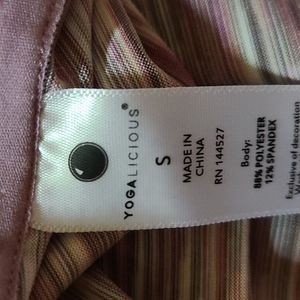 YOGALICIOUS®
S
MADE IN
CHINA
RN 144527
Body:
88% POLYESTER
12% SPANDEX
Exclusive of decoration